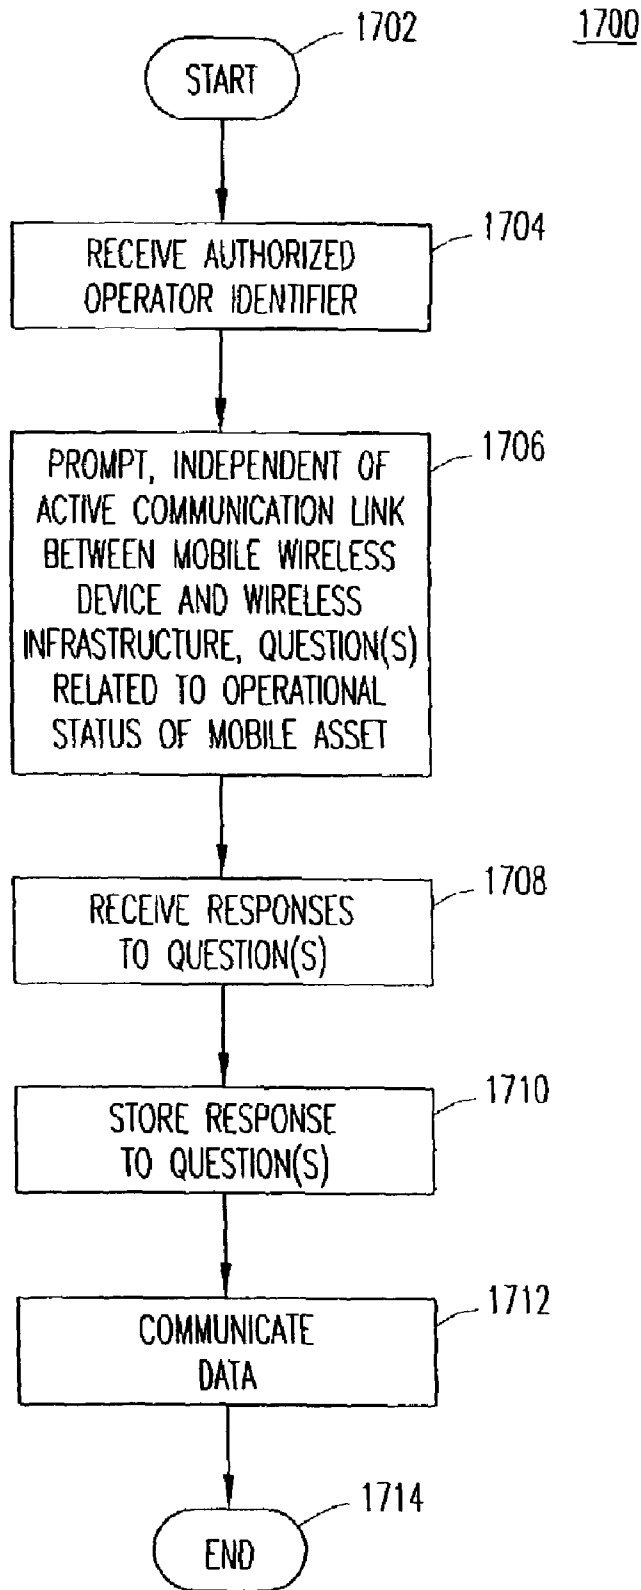 1702
1700
START
1704
RECEIVE AUTHORIZED
OPERATOR IDENTIFIER
1706
PROMPT, INDEPENDENT OF
ACTIVE COMMUNICATION LINK
BETWEEN MOBILE WIRELESS
DEVICE AND WIRELESS
INFRASTRUCTURE, QUESTION(S)
RELATED TO OPERATIONAL
STATUS OF MOBILE ASSET
1708
RECEIVE RESPONSES
TO QUESTION(S)
1710
STORE RESPONSE
TO QUESTION(S)
1712
COMMUNICATE
DATA
1714
END